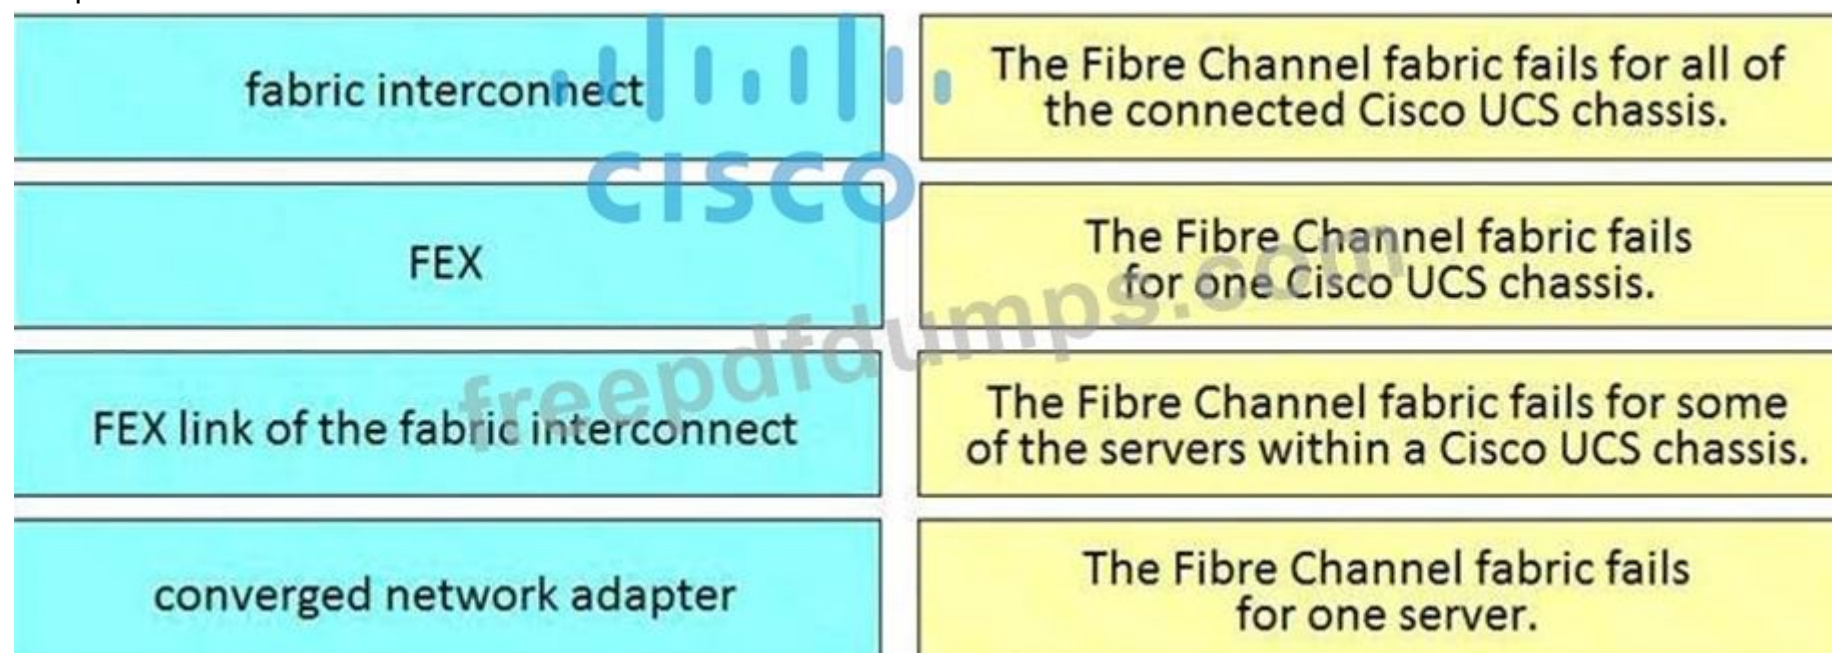 fabric interconnect
The Fibre Channel fabric fails for all of
the connected Cisco UCS chassis.
CISCO
FEX
The Fibre Channel fabric fails
for one Cisco UCS chassis.
freepdfdumps.com
FEX link of the fabric interconnect
The Fibre Channel fabric fails for some
of the servers within a Cisco UCS chassis.
converged network adapter
The Fibre Channel fabric fails
for one server.